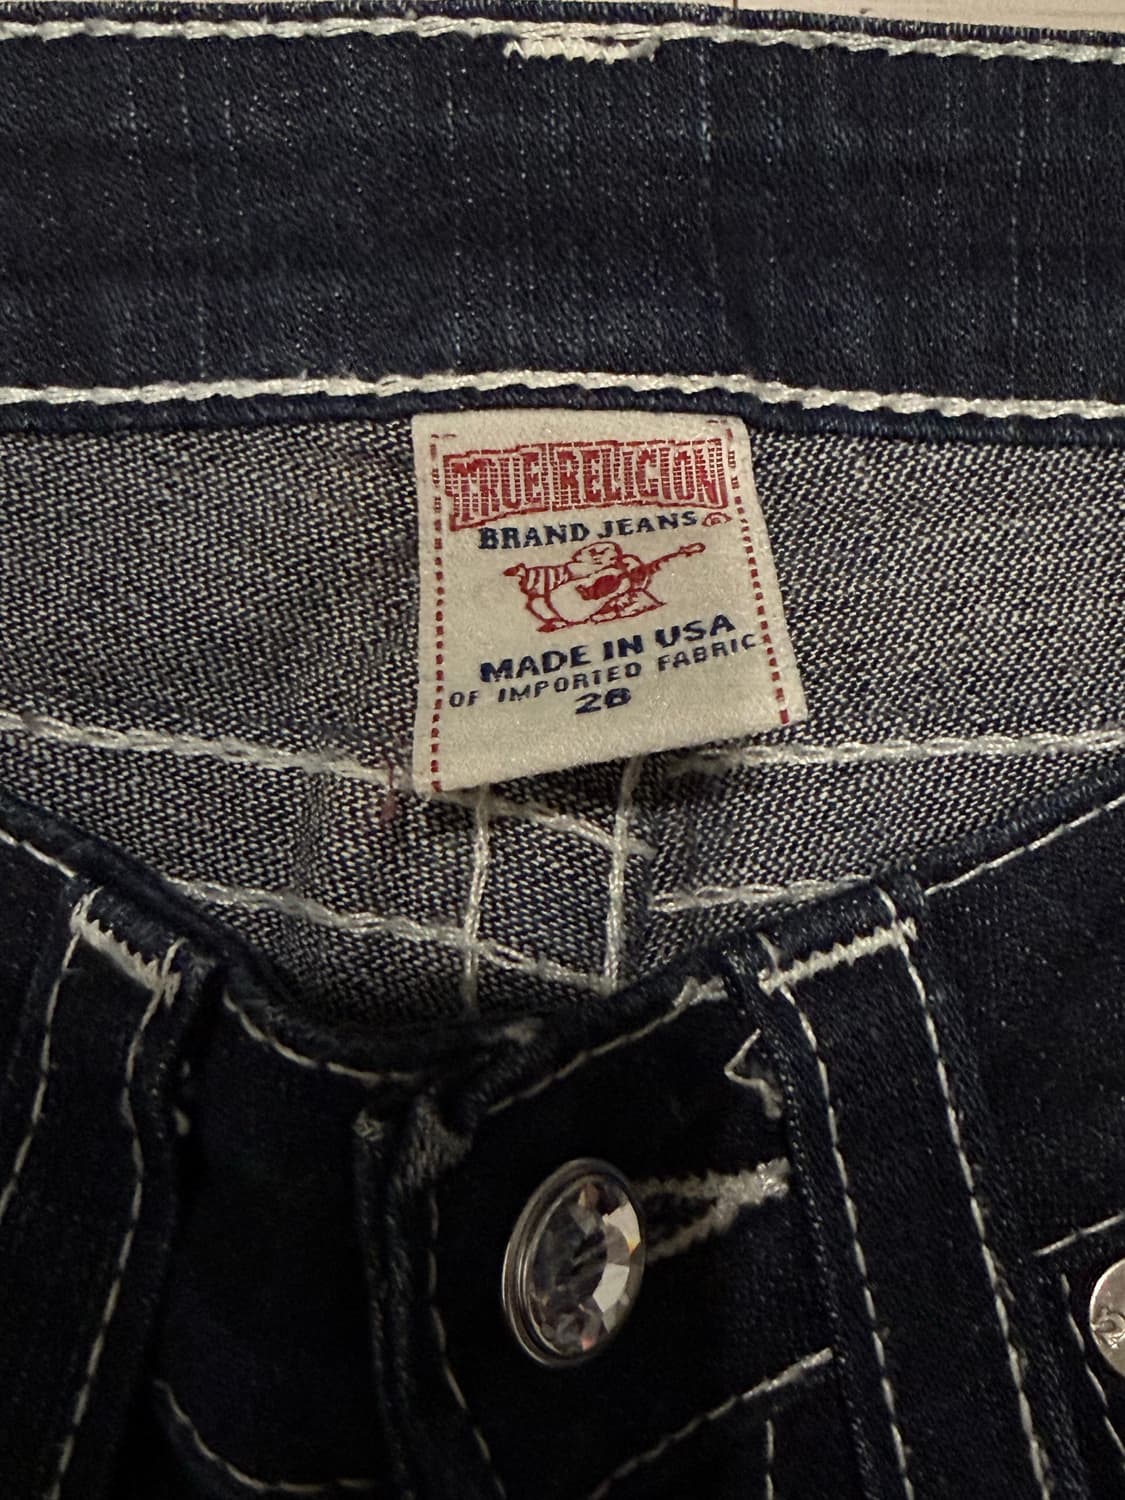 TRUE RELIGION
BRAND JEANS®
MADE IN USA
OF IMPORTED FABRIC
28